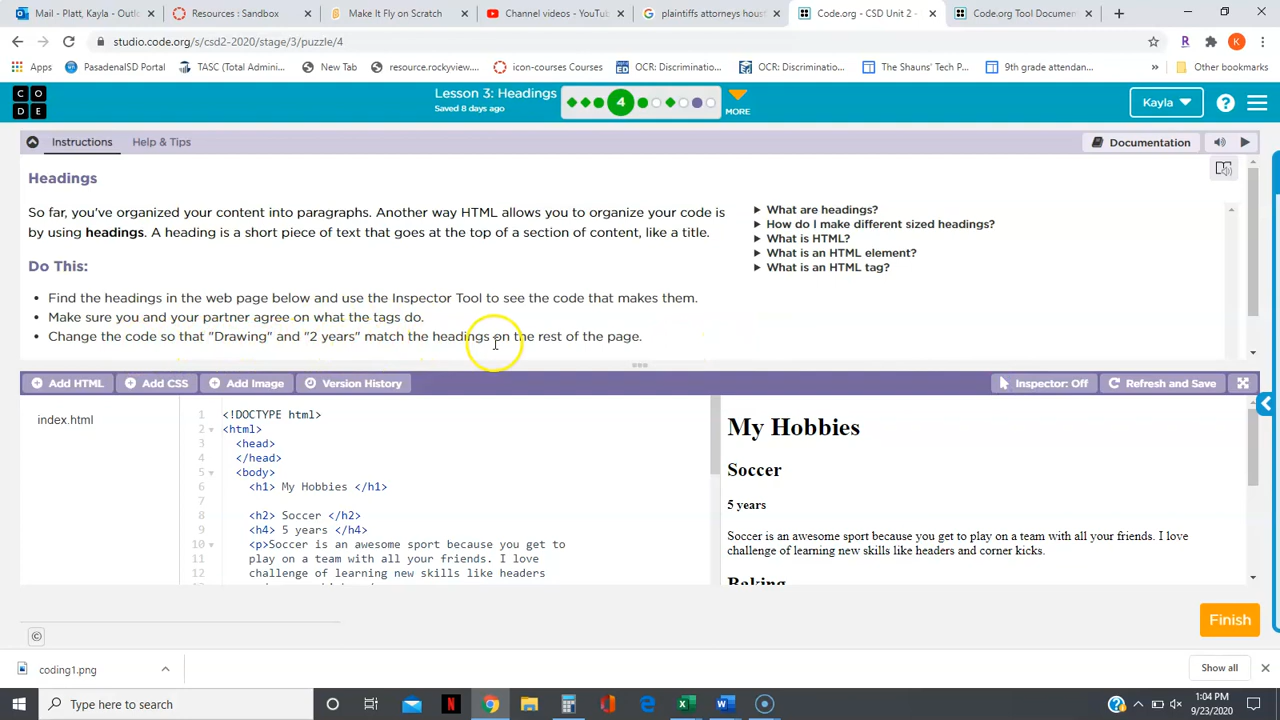 Mail - Platt, Kayla - Outlo
Resources : Sandbox
Make It Fly on Scratch
Channel videos - YouTu
plaintiffs attorneys hous
Code.org - CSD Unit 2 -
Code.org Tool Documen
studio.code.org/s/csd2-2020/stage/3/puzzle/4
R
K
Apps
PasadenaISD Portal
TASC (Total Admini...
New Tab
resource.rockyview...
icon-courses Courses
OCR: Discriminatio...
OCR: Discriminatio...
The Shauns' Tech P...
9th grade attendan...
»
Other bookmarks
C O
D E
Lesson 3: Headings
Saved 8 days ago
4
MORE
Kayla
?
Instructions
Help & Tips
Documentation
Headings
So far, you've organized your content into paragraphs. Another way HTML allows you to organize your code is
by using headings. A heading is a short piece of text that goes at the top of a section of content, like a title.
Do This:
• Find the headings in the web page below and use the Inspector Tool to see the code that makes them.
• Make sure you and your partner agree on what the tags do.
• Change the code so that "Drawing" and "2 years" match the headings on the rest of the page.
What are headings?
How do I make different sized headings?
What is HTML?
What is an HTML element?
What is an HTML tag?
Add HTML
Add CSS
Add Image
Version History
Inspector: Off
Refresh and Save
index.html
1 <!DOCTYPE html>
2 <html>
3 <head>
4 </head>
5 <body>
6 <h1> My Hobbies </h1>
7
8 <h2> Soccer </h2>
9 <h4> 5 years </h4>
10 <p>Soccer is an awesome sport because you get to
11 play on a team with all your friends. I love
12 challenge of learning new skills like headers
My Hobbies
Soccer
5 years
Soccer is an awesome sport because you get to play on a team with all your friends. I love
challenge of learning new skills like headers and corner kicks.
Baking
Finish
©
coding1.png
Show all
Type here to search
1:04 PM
9/23/2020